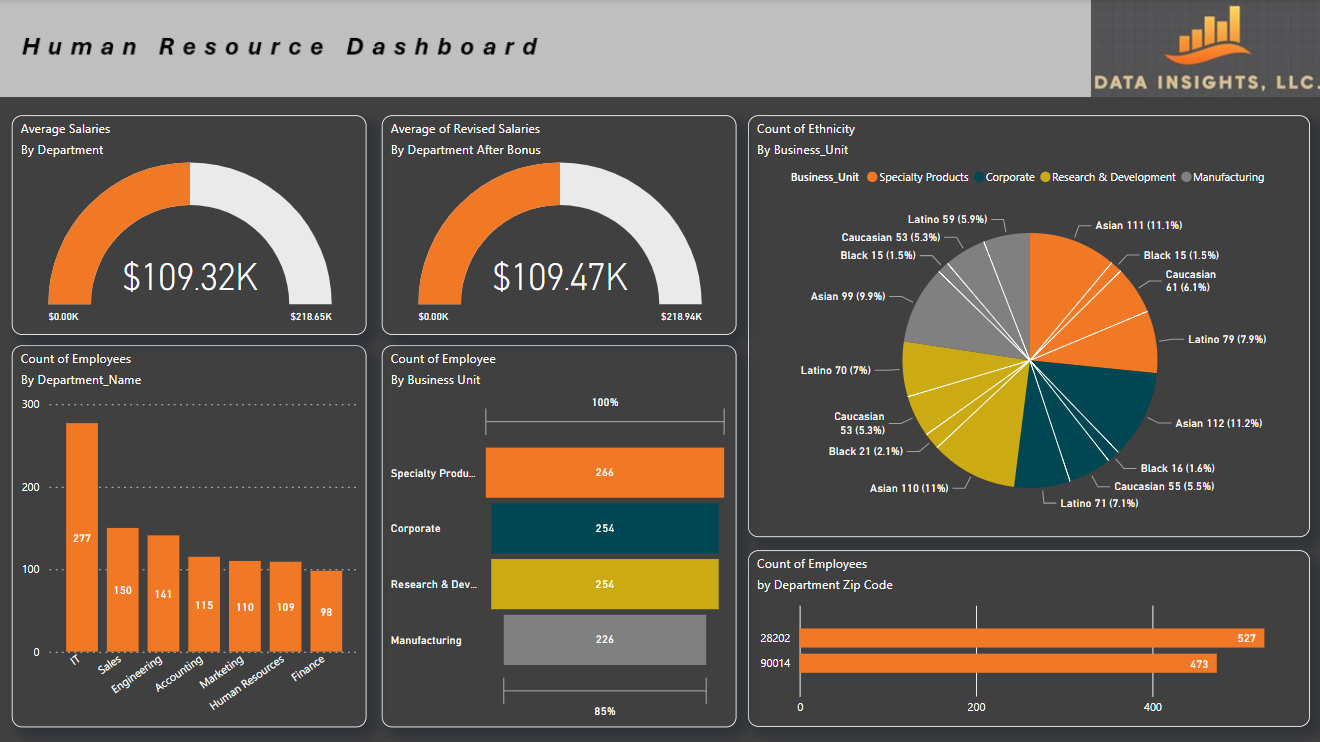 Human Resource Dashboard
DATA INSIGHTS, LLC.
Average Salaries
By Department
$109.32K
$0.00K
$218.65K
Average of Revised Salaries
By Department After Bonus
$109.47K
$0.00K
$218.94K
Count of Ethnicity
By Business_Unit
Business_Unit Specialty Products Corporate Research & Development Manufacturing
Asian 111 (11.1%)
Black 15 (1.5%)
Caucasian
61 (6.1%)
Latino 79 (7.9%)
Asian 112 (11.2%)
Black 16 (1.6%)
Caucasian 55 (5.5%)
Latino 71 (7.1%)
Asian 110 (11%)
Black 21 (2.1%)
Caucasian
53 (5.3%)
Latino 70 (7%)
Asian 99 (9.9%)
Black 15 (1.5%)
Caucasian 53 (5.3%)
Latino 59 (5.9%)
Count of Employees
By Department_Name
300
200
100
0
277
150
141
115
110
109
98
IT
Sales
Engineering
Accounting
Marketing
Human Resources
Finance
Count of Employee
By Business Unit
100%
Specialty Produ... 266
Corporate 254
Research & Dev... 254
Manufacturing 226
85%
Count of Employees
by Department Zip Code
28202 527
90014 473
0 200 400